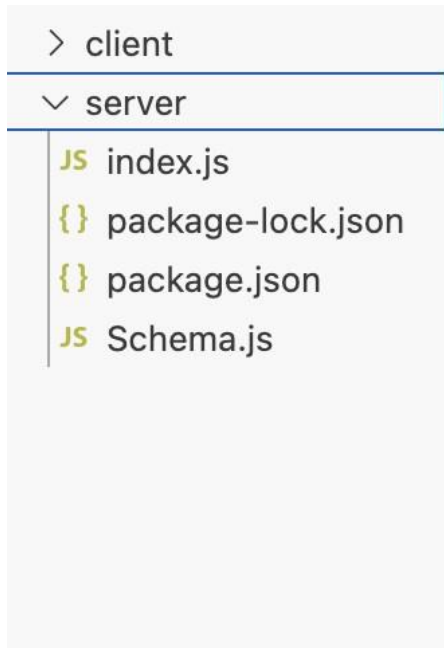 client
server
JS index.js
{} package-lock.json
{} package.json
JS Schema.js